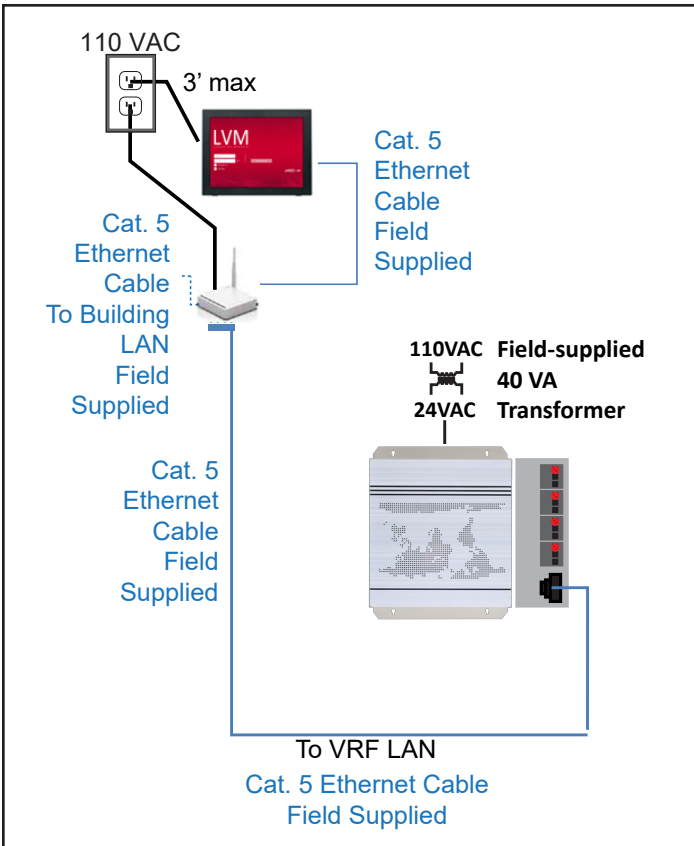 110 VAC
3’ max
LVM
Cat. 5
Ethernet
Cable
Field
Supplied
Cat. 5
Ethernet
Cable
To Building
LAN
Field
Supplied
110VAC Field-supplied
40 VA
24VAC Transformer
Cat. 5
Ethernet
Cable
Field
Supplied
To VRF LAN
Cat. 5 Ethernet Cable
Field Supplied